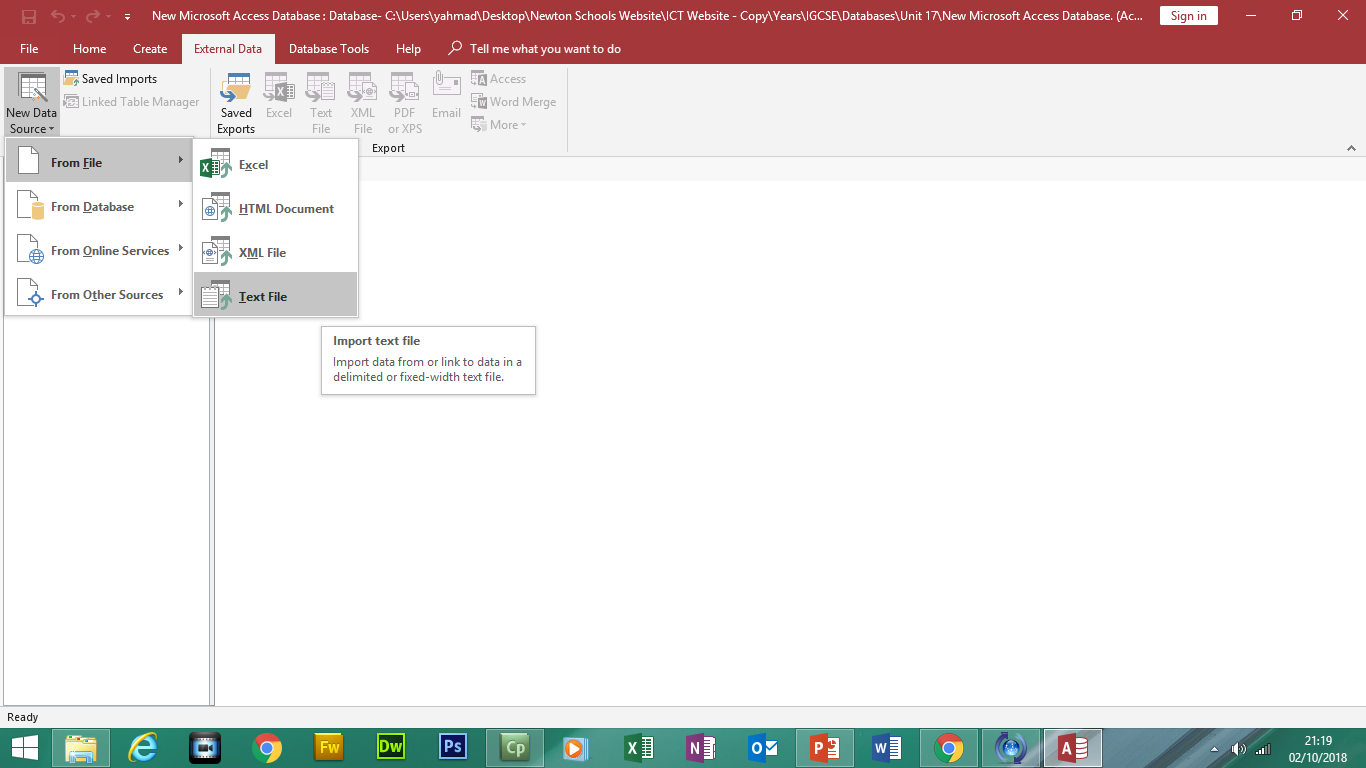 New Microsoft Access Database : Database- C:\Users\yahmad\Desktop\Newton Schools Website\ICT Website - Copy\Years\IGCSE\Databases\Unit 17\New Microsoft Access Database. (Ac...
Sign in
File Home Create External Data Database Tools Help Tell me what you want to do
New Data
Source
Saved Imports
Linked Table Manager
Saved
Exports
Excel
Text
File
XML
File
PDF
or XPS
Email
Access
Word Merge
More
Export
From File
From Database
From Online Services
From Other Sources
Excel
HTML Document
XML File
Text File
Import text file
Import data from or link to data in a
delimited or fixed-width text file.
Ready
Fw
Dw
Ps
Cp
21:19
02/10/2018